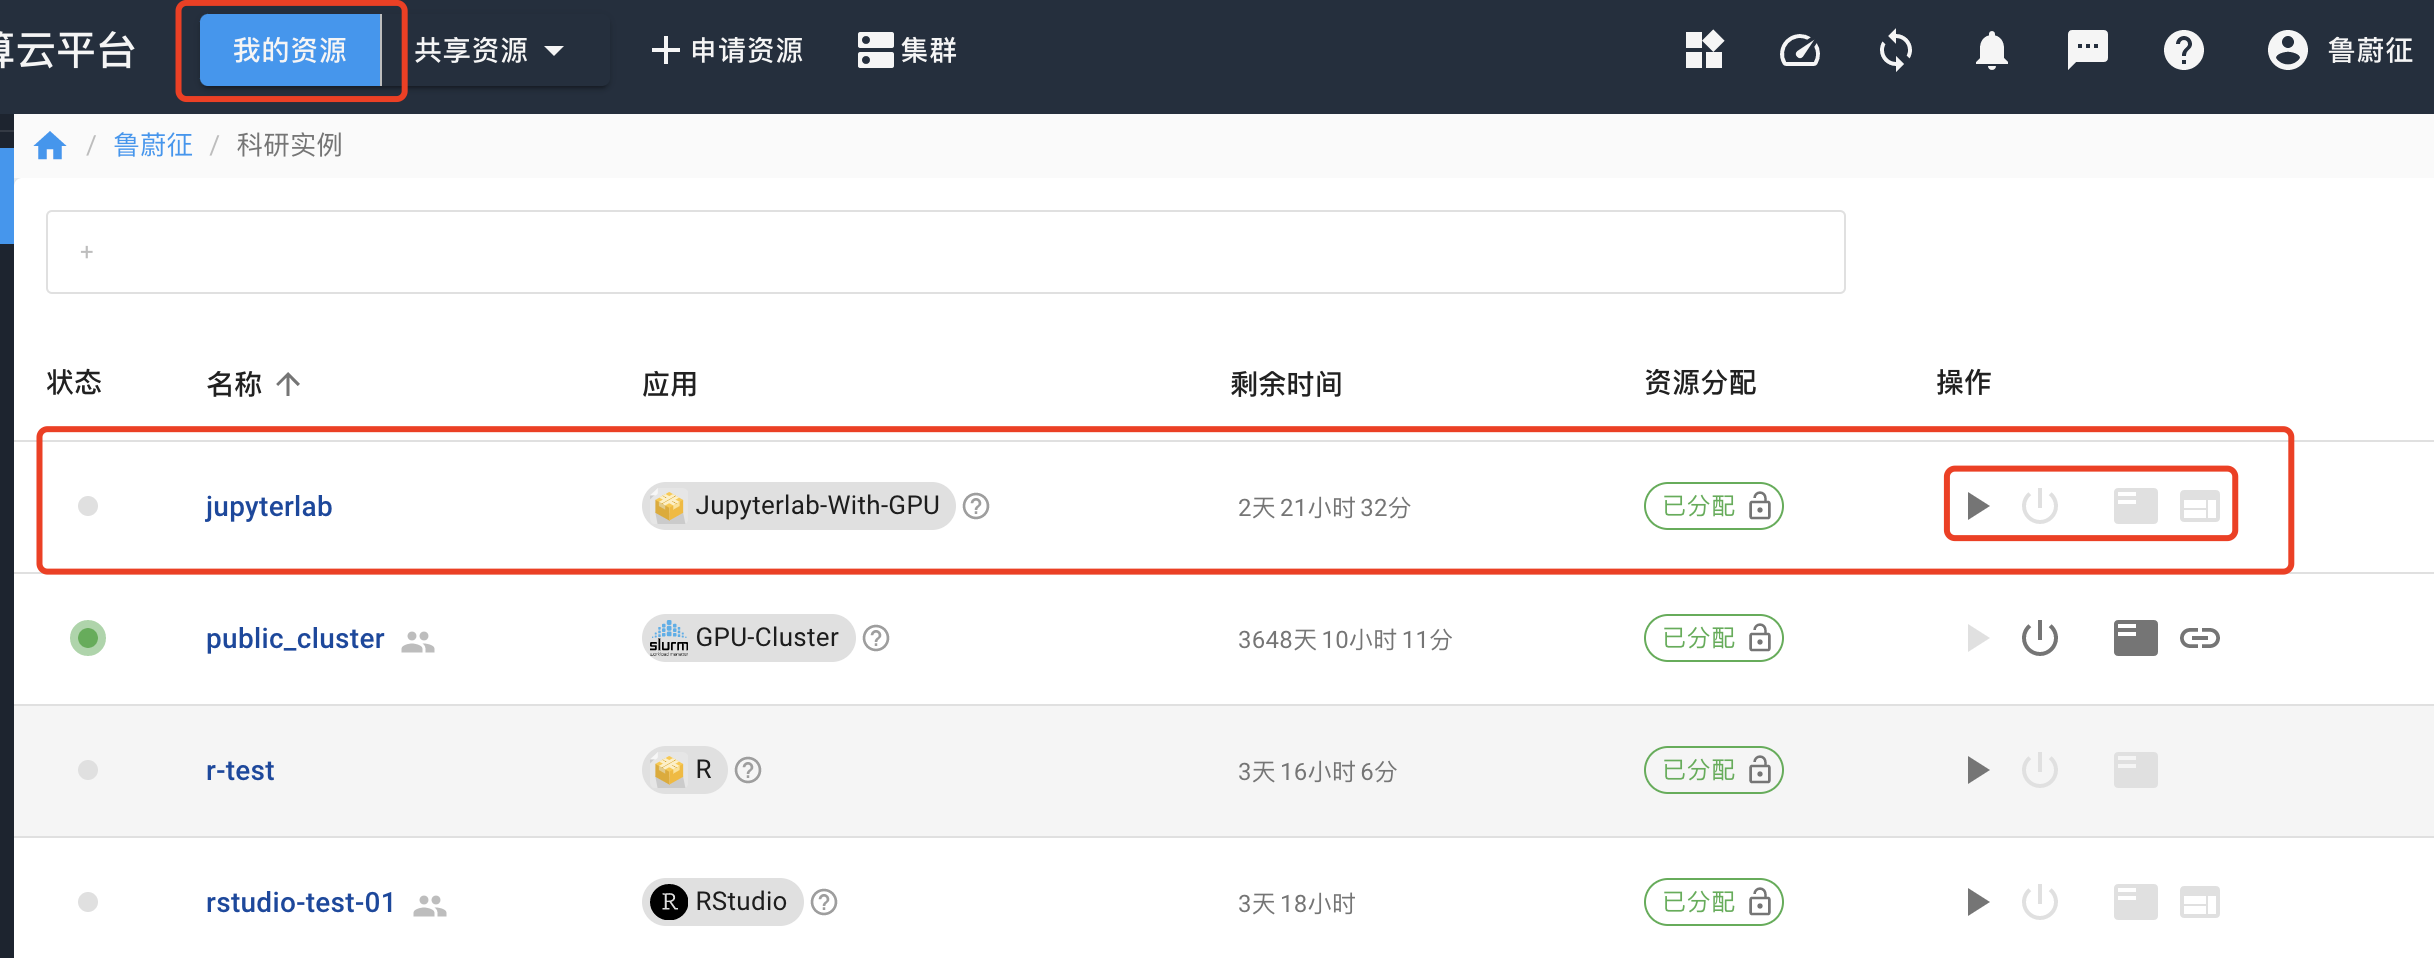 算云平台 我的资源 共享资源 申请资源 集群 鲁蔚征
/ 鲁蔚征 / 科研实例
+
状态 名称 应用 剩余时间 资源分配 操作
jupyterlab Jupyterlab-With-GPU 2天 21小时 32分 已分配
public_cluster slurm workload manager GPU-Cluster 3648天 10小时 11分 已分配
r-test R 3天 16小时 6分 已分配
rstudio-test-01 R RStudio 3天 18小时 已分配